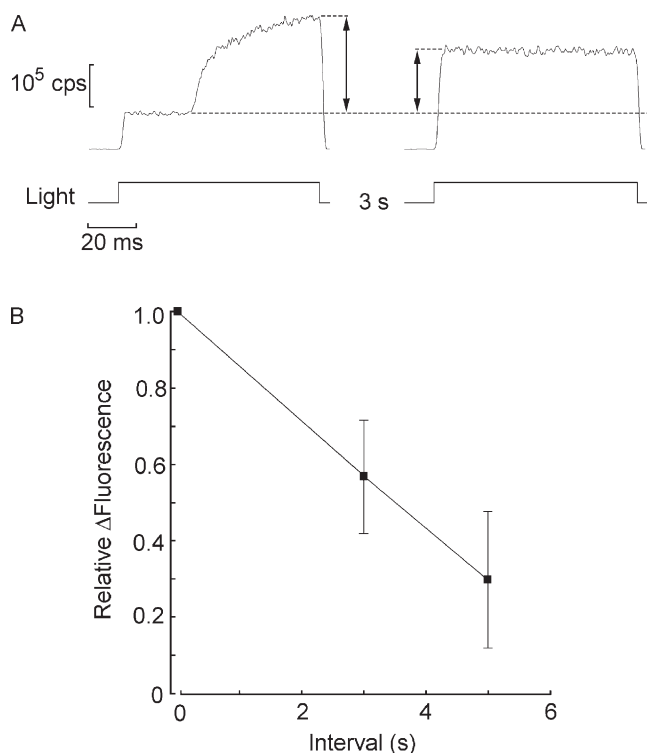 A
10⁵ cps
Light
3 s
20 ms
B
Relative ΔFluorescence
1.0
0.8
0.6
0.4
0.2
0
0 2 4 6
Interval (s)